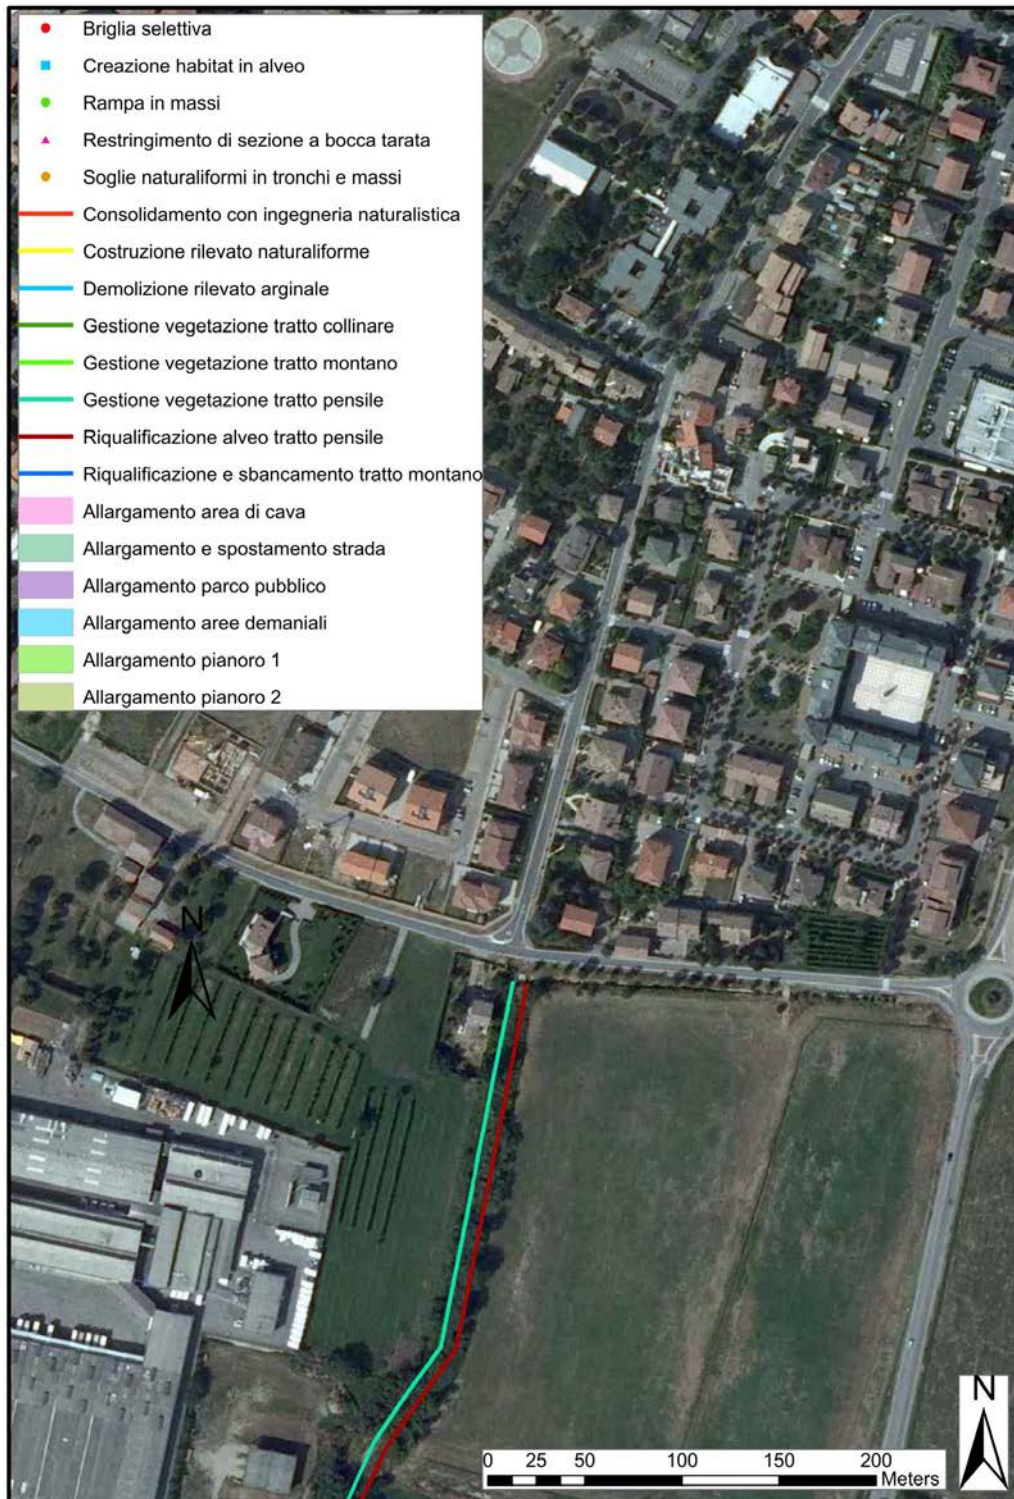 Briglia selettiva
Creazione habitat in alveo
Rampa in massi
Restringimento di sezione a bocca tarata
Soglie naturaliformi in tronchi e massi
Consolidamento con ingegneria naturalistica
Costruzione rilevato naturaliforme
Demolizione rilevato arginale
Gestione vegetazione tratto collinare
Gestione vegetazione tratto montano
Gestione vegetazione tratto pensile
Riqualificazione alveo tratto pensile
Riqualificazione e sbancamento tratto montano
Allargamento area di cava
Allargamento e spostamento strada
Allargamento parco pubblico
Allargamento aree demaniali
Allargamento pianoro 1
Allargamento pianoro 2
N
N
0 25 50 100 150 200
Meters